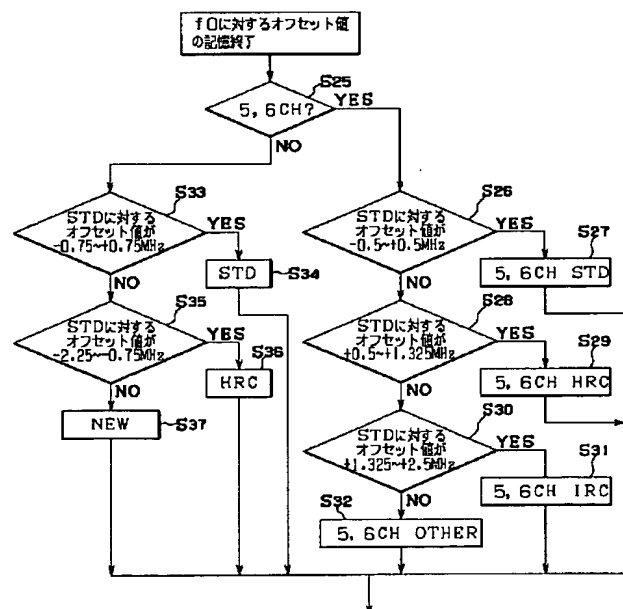 f0に対するオフセット値
の記憶終了
S25
5,6CH?
YES
NO
S33
STDに対する
オフセット値が
-0.75~+0.75MHz
YES
NO
STD
S34
S35
STDに対する
オフセット値が
-2.25~-0.75MHz
YES
NO
S36
HRC
NEW
S37
S26
STDに対する
オフセット値が
-0.5~+0.5MHz
YES
NO
S27
5,6CH STD
S28
STDに対する
オフセット値が
+0.5~+1.325MHz
YES
NO
S29
5,6CH HRC
S30
STDに対する
オフセット値が
+1.325~+2.5MHz
YES
NO
S31
5,6CH IRC
S32
5,6CH OTHER